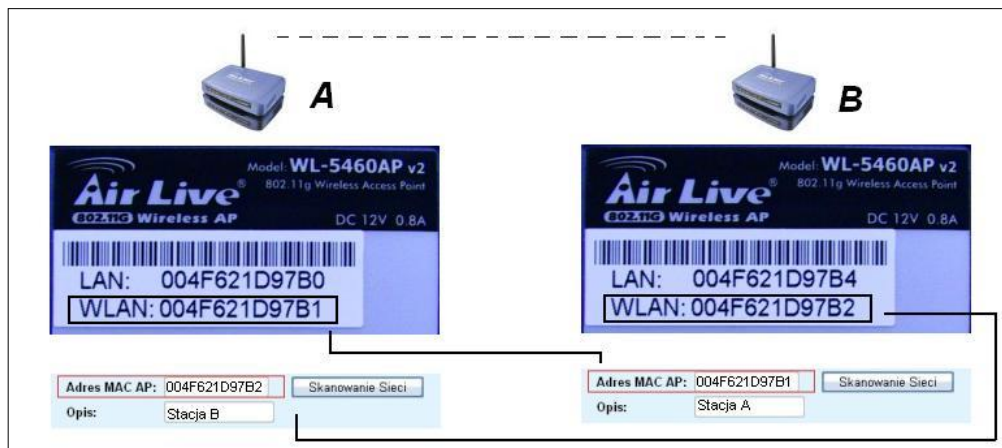 A
B
Model: WL-5460AP v2
Air Live®
802.11g Wireless Access Point
802.11G Wireless AP
DC 12V 0.8A
LAN: 004F621D97B0
WLAN: 004F621D97B1
Model: WL-5460AP v2
Air Live®
802.11g Wireless Access Point
802.11G Wireless AP
DC 12V 0.8A
LAN: 004F621D97B4
WLAN: 004F621D97B2
Adres MAC AP: 004F621D97B2 Skanowanie Sieci
Opis: Stacja B
Adres MAC AP: 004F621D97B1 Skanowanie Sieci
Opis: Stacja A